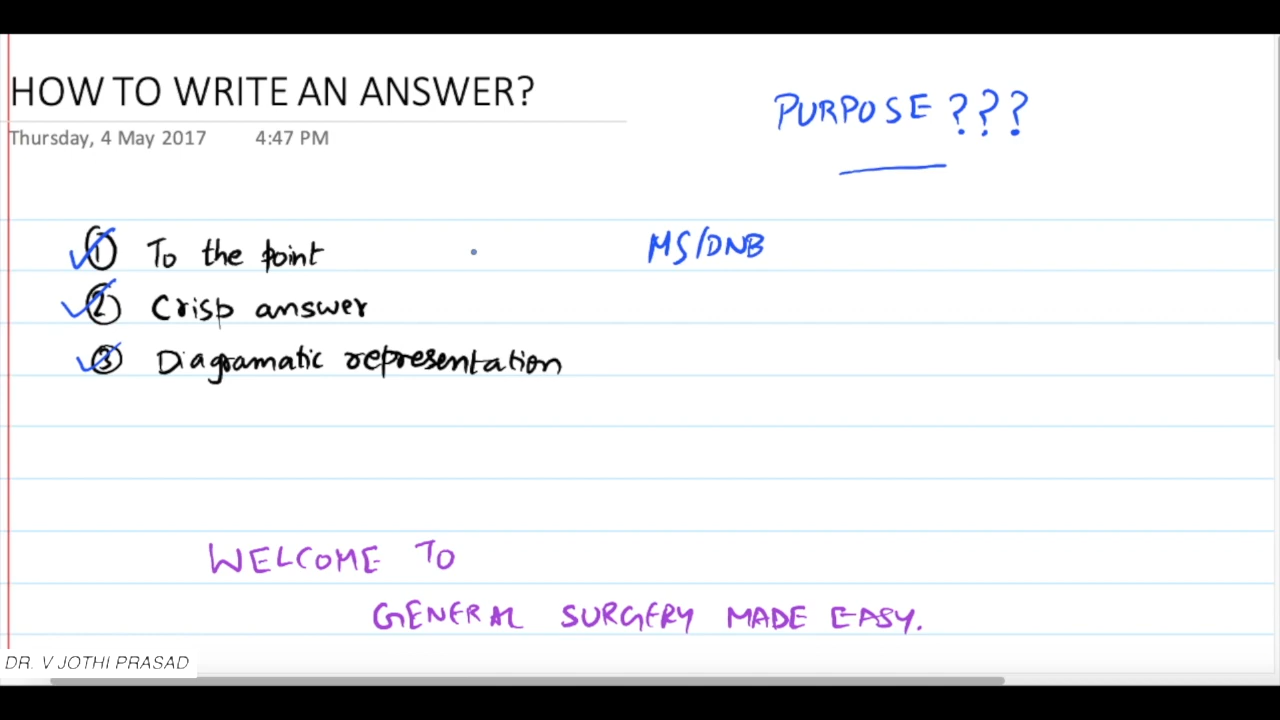 HOW TO WRITE AN ANSWER?
PURPOSE ???
Thursday, 4 May 2017 4:47 PM
① To the point
MS/DNB
② Crisp answer
③ Diagramatic representation
WELCOME TO
GENERAL SURGERY MADE EASY.
DR. V JOTHI PRASAD